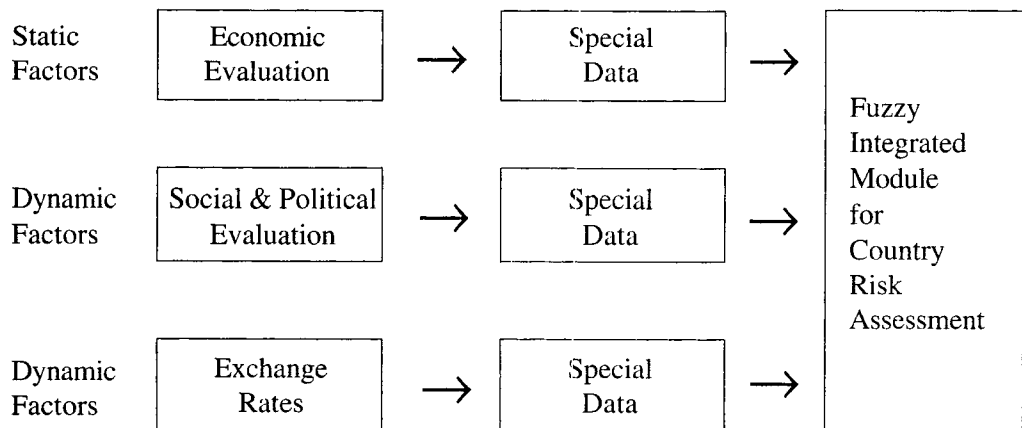 Static
Factors
Economic
Evaluation
Special
Data
Dynamic
Factors
Social & Political
Evaluation
Special
Data
Dynamic
Factors
Exchange
Rates
Special
Data
Fuzzy
Integrated
Module
for
Country
Risk
Assessment